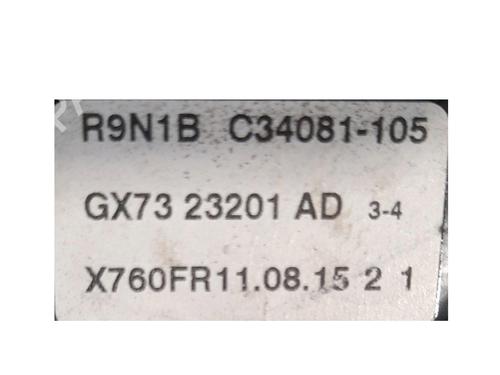 R9N1B C34081-105
GX73 23201 AD 3-4
X760FR11.08.15 2 1